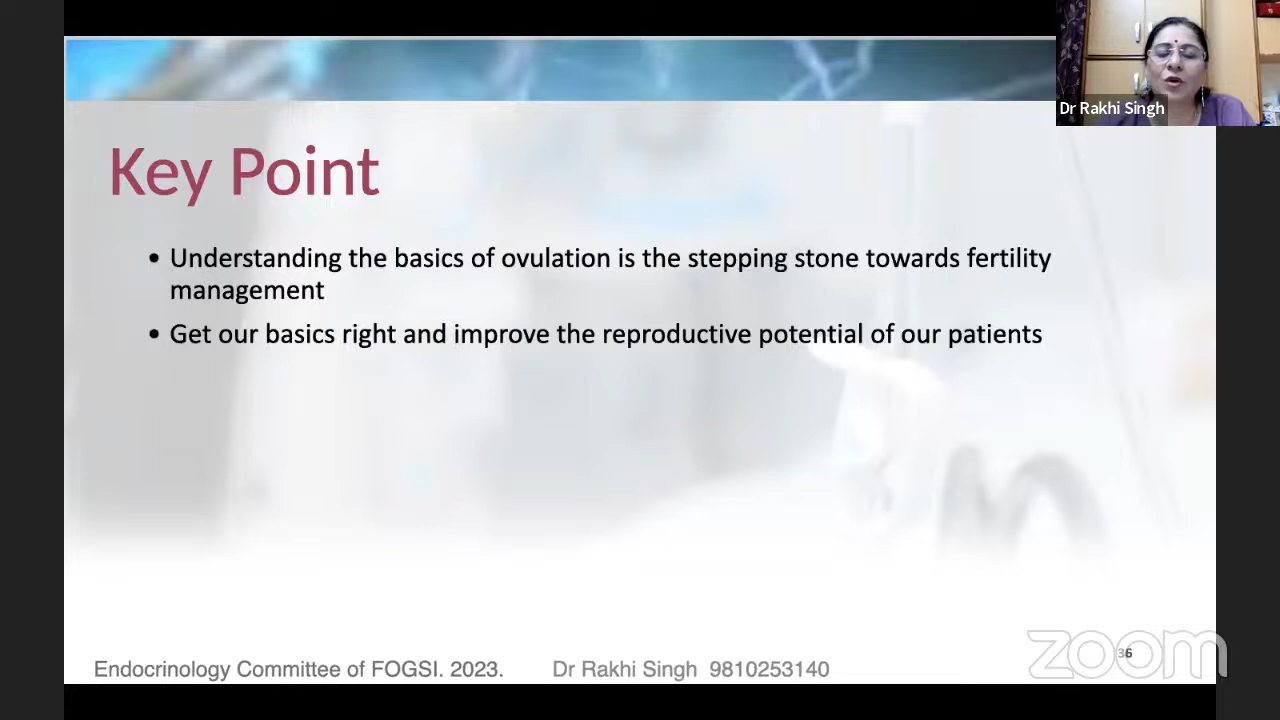 Dr Rakhi Singh
Key Point
• Understanding the basics of ovulation is the stepping stone towards fertility
management
• Get our basics right and improve the reproductive potential of our patients
Endocrinology Committee of FOGSI. 2023. Dr Rakhi Singh 9810253140
36
zoom